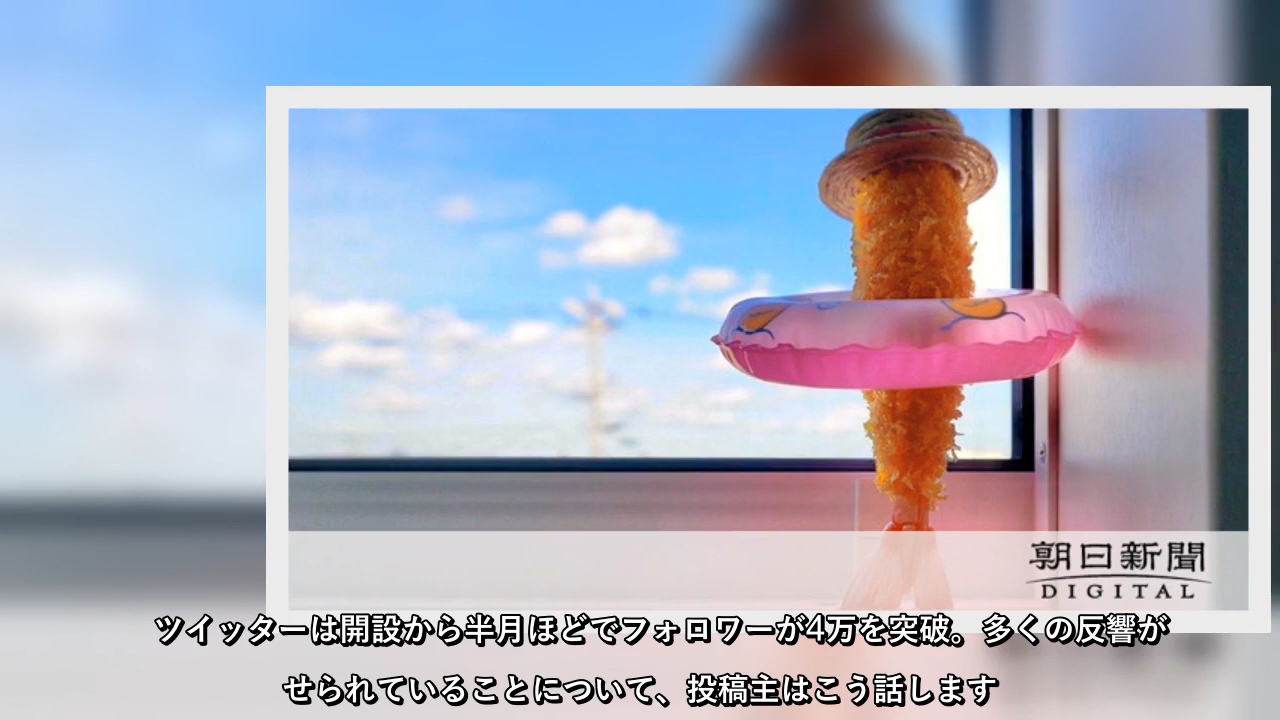 朝日新聞
DIGITAL
ツイッターは開設から半月ほどでフォロワーが4万を突破。多くの反響が
せられていることについて、投稿主はこう話します